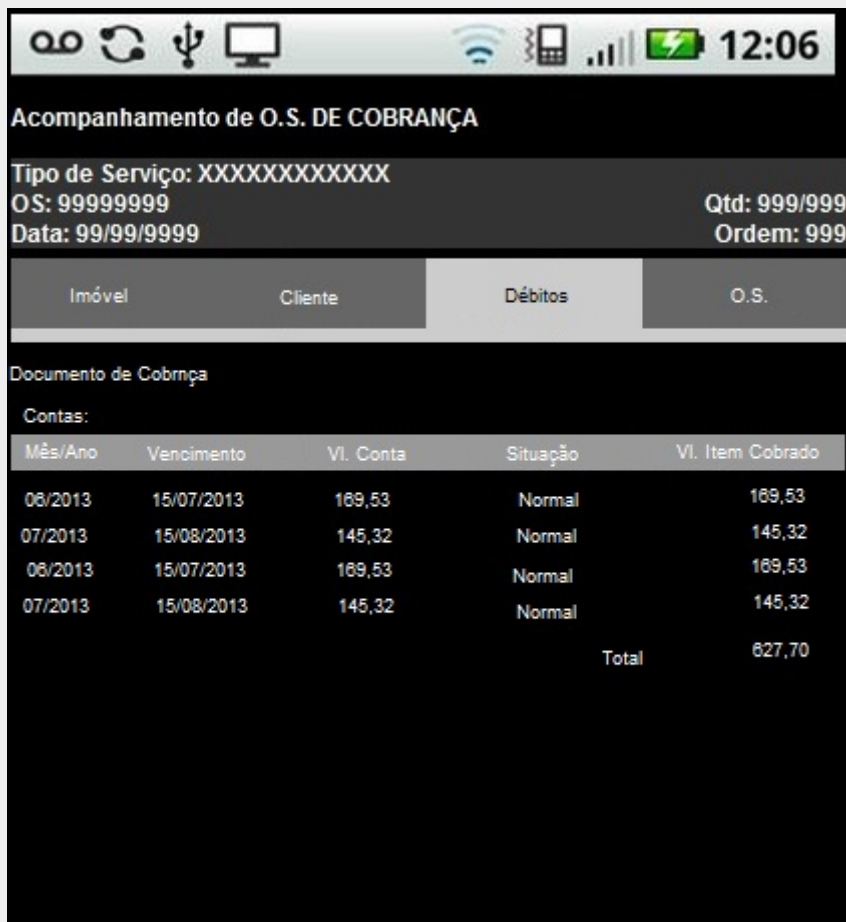 12:06
Acompanhamento de O.S. DE COBRANÇA
Tipo de Serviço: XXXXXXXXXXXX
OS: 99999999 Qtd: 999/999
Data: 99/99/9999 Ordem: 999
Imóvel Cliente Débitos O.S.
Documento de Cobrnça
Contas:
Mês/Ano Vencimento Vl. Conta Situação Vl. Item Cobrado
06/2013 15/07/2013 169,53 Normal 169,53
07/2013 15/08/2013 145,32 Normal 145,32
06/2013 15/07/2013 169,53 Normal 169,53
07/2013 15/08/2013 145,32 Normal 145,32
Total 627,70